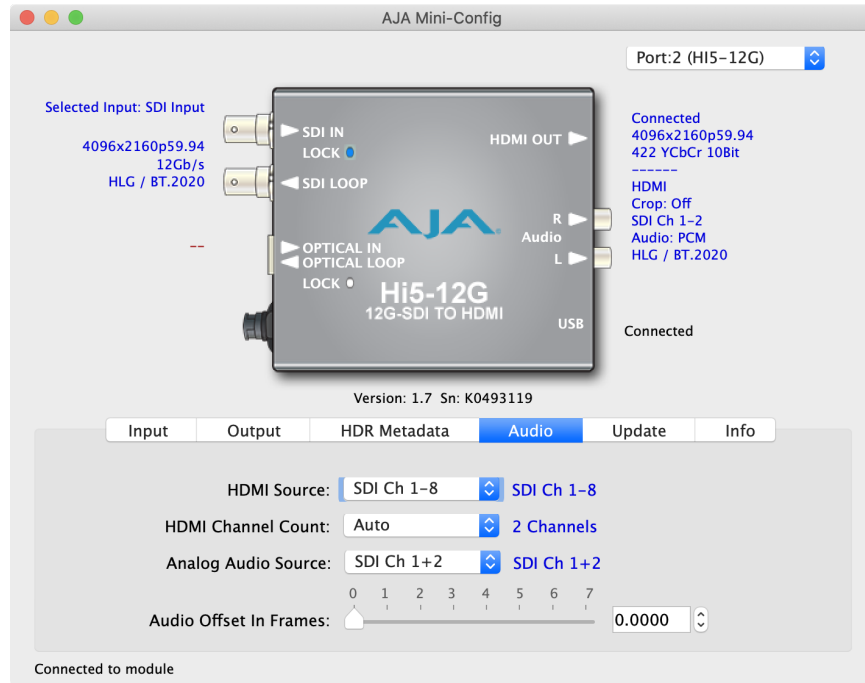 AJA Mini-Config
Port:2 (HI5-12G)
Selected Input: SDI Input
4096x2160p59.94
12Gb/s
HLG / BT.2020
--
SDI IN
LOCK
SDI LOOP
OPTICAL IN
OPTICAL LOOP
LOCK
AJA
Hi5-12G
12G-SDI TO HDMI
HDMI OUT
R
Audio
L
USB
Connected
4096x2160p59.94
422 YCbCr 10Bit
------
HDMI
Crop: Off
SDI Ch 1-2
Audio: PCM
HLG / BT.2020
Connected
Version: 1.7 Sn: K0493119
Input Output HDR Metadata Audio Update Info
HDMI Source: SDI Ch 1-8 SDI Ch 1-8
HDMI Channel Count: Auto 2 Channels
Analog Audio Source: SDI Ch 1+2 SDI Ch 1+2
0 1 2 3 4 5 6 7
Audio Offset In Frames: 0.0000
Connected to module